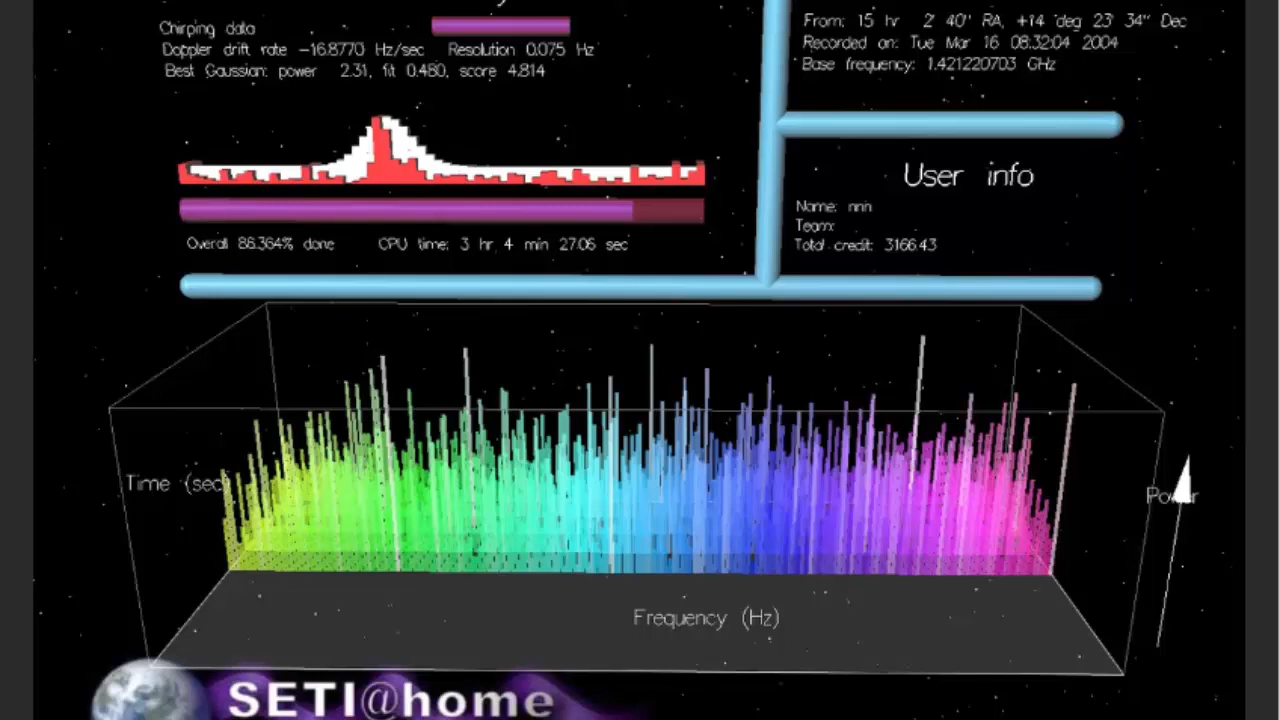 Chirping data
Doppler drift rate -16.8770 Hz/sec Resolution 0.075 Hz
Best Gaussian: power 2.31, fit 0.480, score 4.814
Overall 86.364% done CPU time: 3 hr 4 min 27.06 sec
From: 15 hr 2' 40" RA, +14 deg 23' 34" Dec
Recorded on: Tue Mar 16 08:32:04 2004
Base frequency: 1.421220703 GHz
User info
Name:
Team:
Total credit: 3166.43
Time (sec)
Power
Frequency (Hz)
SETI@home